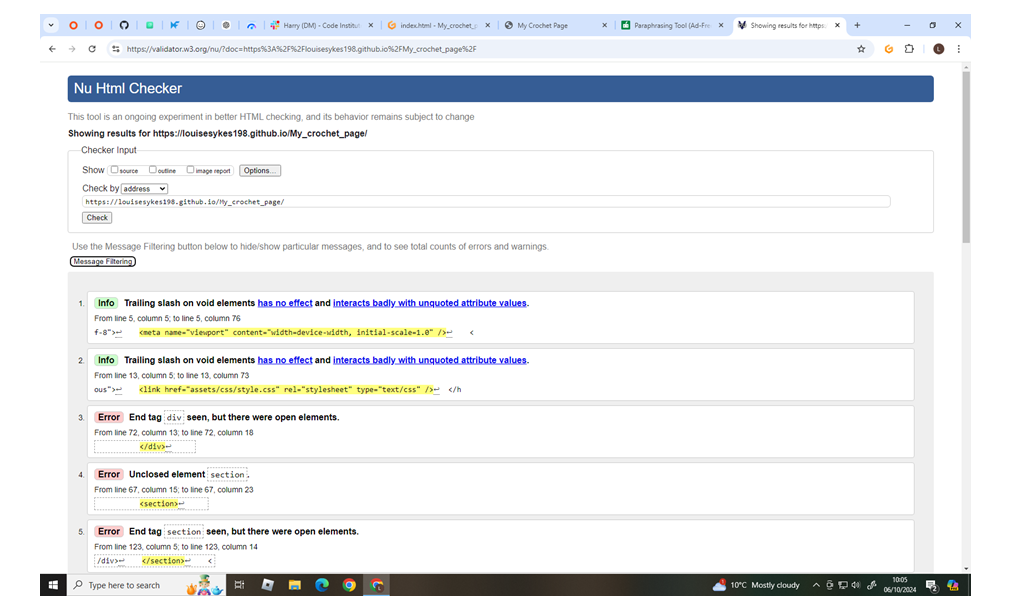 Harry (DM) - Code Institut
index.html - My_crochet_p
My Crochet Page
Paraphrasing Tool (Ad-Fre
Showing results for https:
https://validator.w3.org/nu/?doc=https%3A%2F%2Flouisesykes198.github.io%2FMy_crochet_page%2F
L
Nu Html Checker
This tool is an ongoing experiment in better HTML checking, and its behavior remains subject to change
Showing results for https://louisesykes198.github.io/My_crochet_page/
Checker Input
Show source outline image report Options...
Check by address
https://louisesykes198.github.io/My_crochet_page/
Check
Use the Message Filtering button below to hide/show particular messages, and to see total counts of errors and warnings.
Message Filtering
1. Info Trailing slash on void elements has no effect and interacts badly with unquoted attribute values.
From line 5, column 5; to line 5, column 76
f-8">↩ <meta name="viewport" content="width=device-width, initial-scale=1.0" />↩ <
2. Info Trailing slash on void elements has no effect and interacts badly with unquoted attribute values.
From line 13, column 5; to line 13, column 73
ous">↩ <link href="assets/css/style.css" rel="stylesheet" type="text/css" />↩ </h
3. Error End tag div seen, but there were open elements.
From line 72, column 13; to line 72, column 18
</div>↩
4. Error Unclosed element section.
From line 67, column 15; to line 67, column 23
<section>↩
5. Error End tag section seen, but there were open elements.
From line 123, column 5; to line 123, column 14
/div>↩ </section>↩ <
Type here to search
10°C Mostly cloudy
10:05
06/10/2024
2